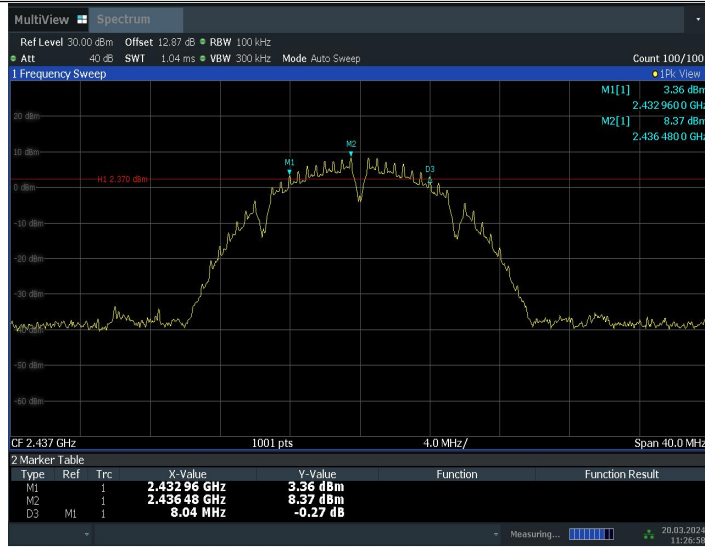 MultiView Spectrum
Ref Level 30.00 dBm Offset 12.87 dB RBW 100 kHz
Att 40 dB SWT 1.04 ms VBW 300 kHz Mode Auto Sweep Count 100/100
1 Frequency Sweep 1Pk View
M1[1] 3.36 dBm
2.432 960 0 GHz
M2[1] 8.37 dBm
2.436 480 0 GHz
20 dBm
10 dBm
M2
M1
D3
H1 2.370 dBm
0 dBm
-10 dBm
-20 dBm
-30 dBm
-40 dBm
-50 dBm
-60 dBm
CF 2.437 GHz 1001 pts 4.0 MHz/ Span 40.0 MHz
2 Marker Table
Type Ref Trc X-Value Y-Value Function Function Result
M1 1 2.432 96 GHz 3.36 dBm
M2 1 2.436 48 GHz 8.37 dBm
D3 M1 1 8.04 MHz -0.27 dB
Measuring... 20.03.2024
11:26:58